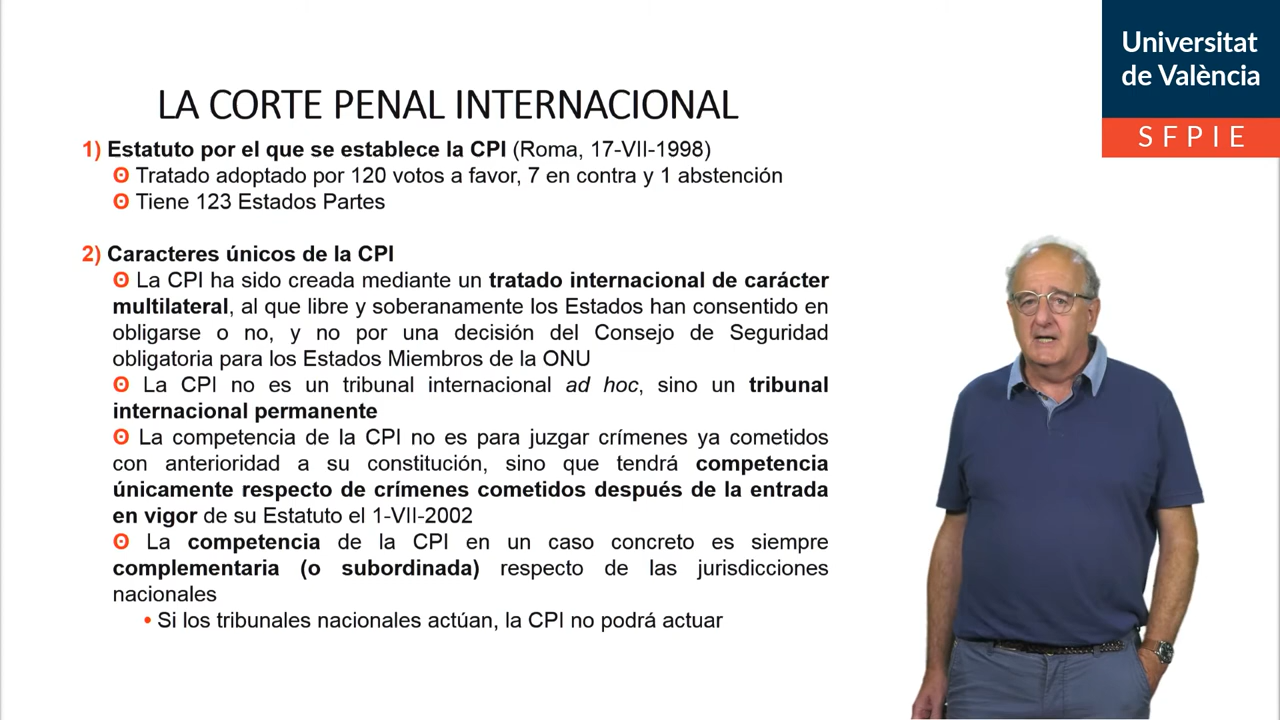 Universitat
de València
SFPIE
LA CORTE PENAL INTERNACIONAL
1) Estatuto por el que se establece la CPI (Roma, 17-VII-1998)
ʘ Tratado adoptado por 120 votos a favor, 7 en contra y 1 abstención
ʘ Tiene 123 Estados Partes
2) Caracteres únicos de la CPI
ʘ La CPI ha sido creada mediante un tratado internacional de carácter
multilateral, al que libre y soberanamente los Estados han consentido en
obligarse o no, y no por una decisión del Consejo de Seguridad
obligatoria para los Estados Miembros de la ONU
ʘ La CPI no es un tribunal internacional ad hoc, sino un tribunal
internacional permanente
ʘ La competencia de la CPI no es para juzgar crímenes ya cometidos
con anterioridad a su constitución, sino que tendrá competencia
únicamente respecto de crímenes cometidos después de la entrada
en vigor de su Estatuto el 1-VII-2002
ʘ La competencia de la CPI en un caso concreto es siempre
complementaria (o subordinada) respecto de las jurisdicciones
nacionales
• Si los tribunales nacionales actúan, la CPI no podrá actuar